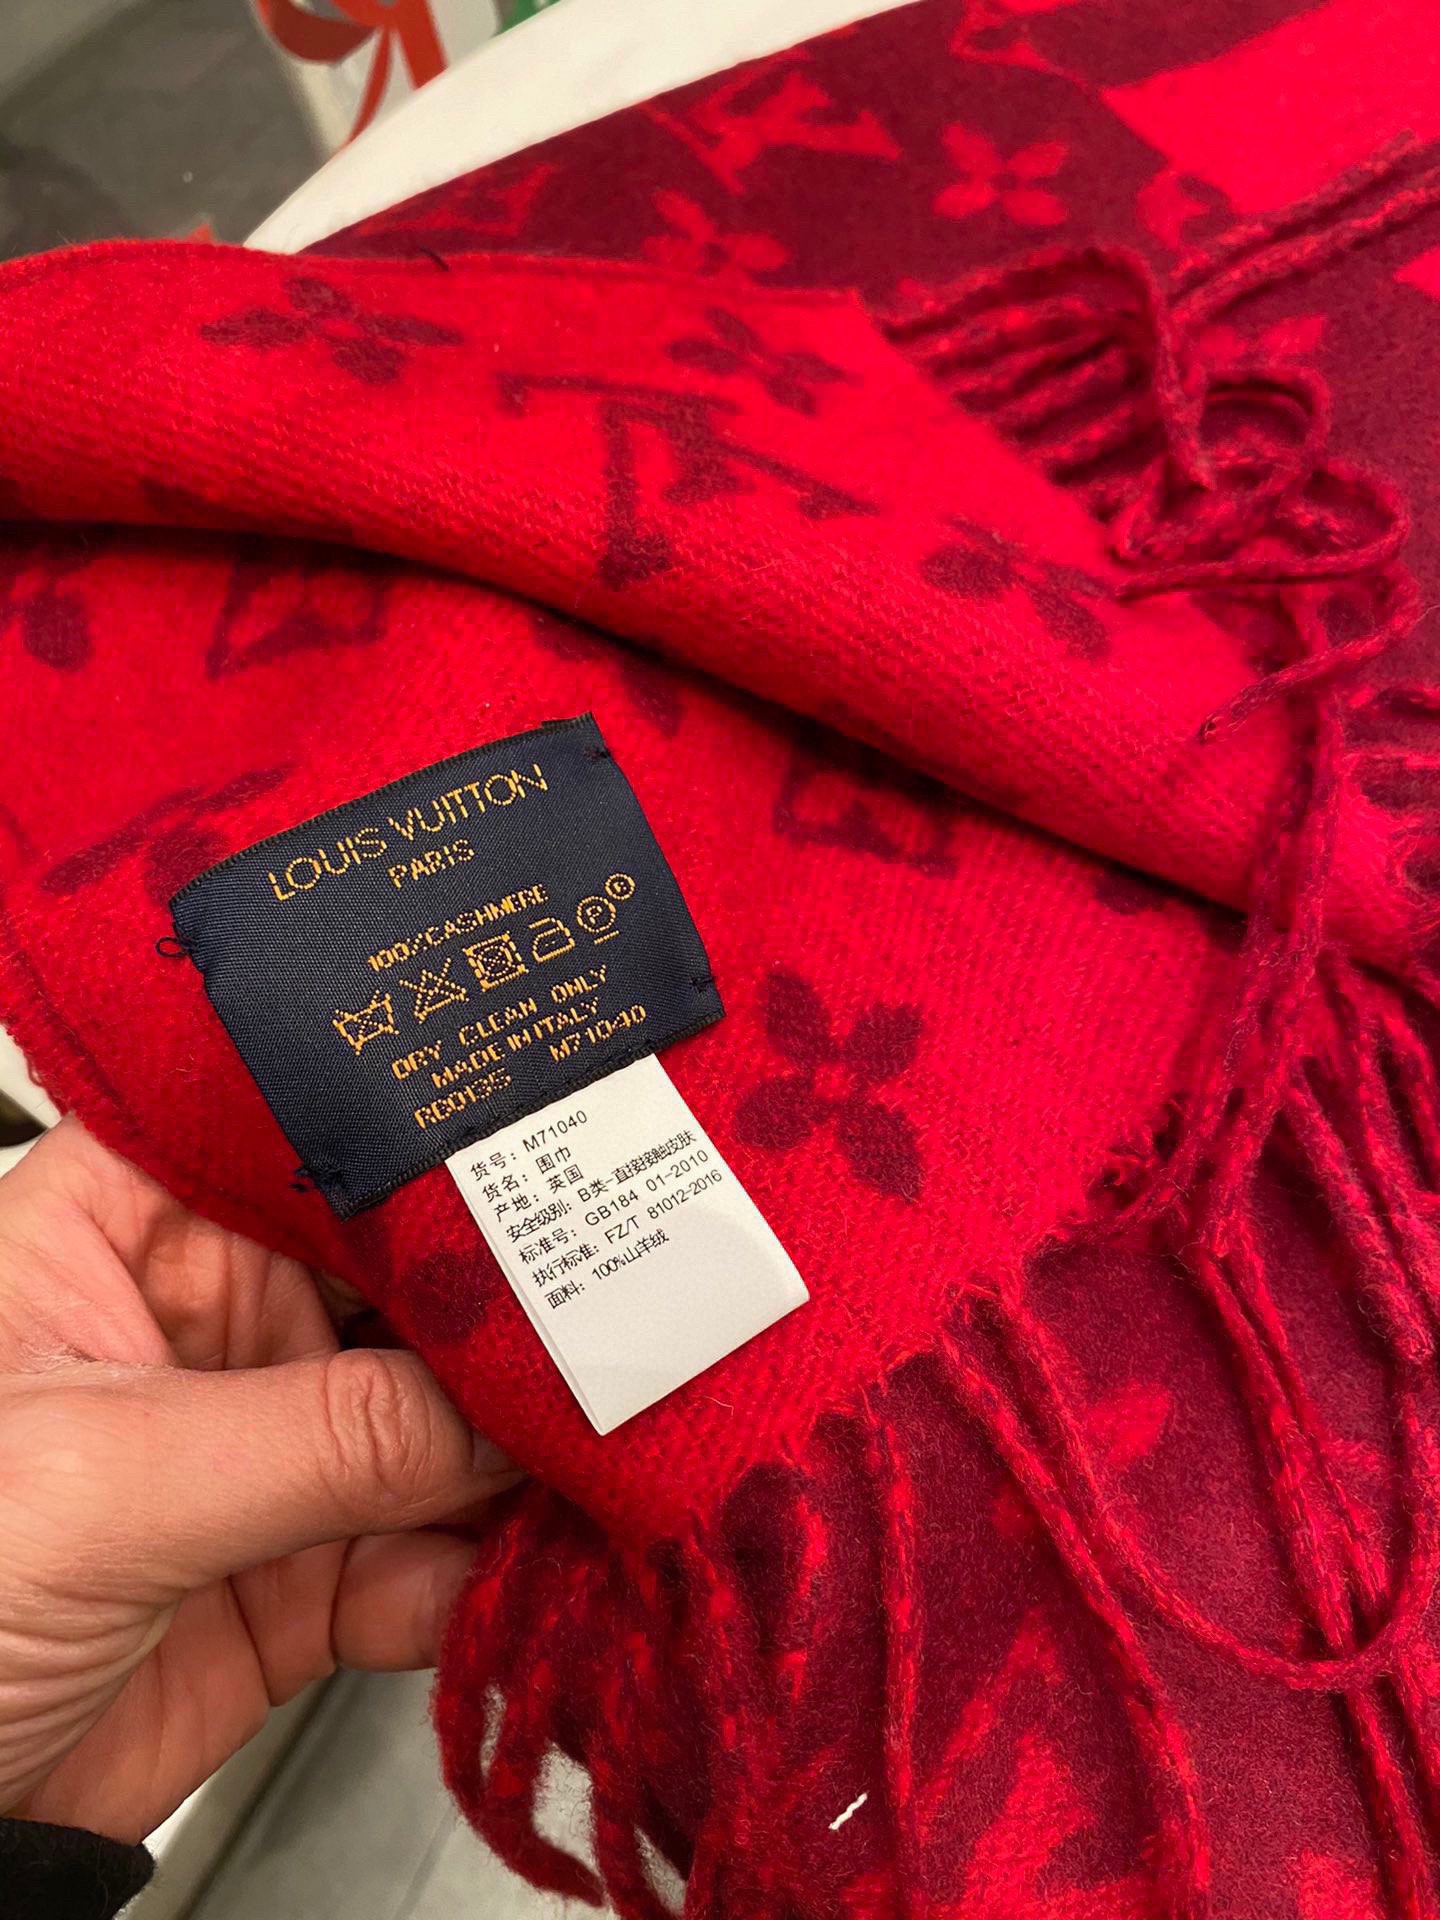 LOUIS VUITTON
PARIS
100%CASHMERE
DRY CLEAN ONLY
MADE IN ITALY
RB0135 M71040
货号: M71040
货名: 围巾
产地: 英国
安全级别: B类-直接接触皮肤
标准号: GB184 01-2010
执行标准: FZ/T 81012-2016
面料: 100%山羊绒